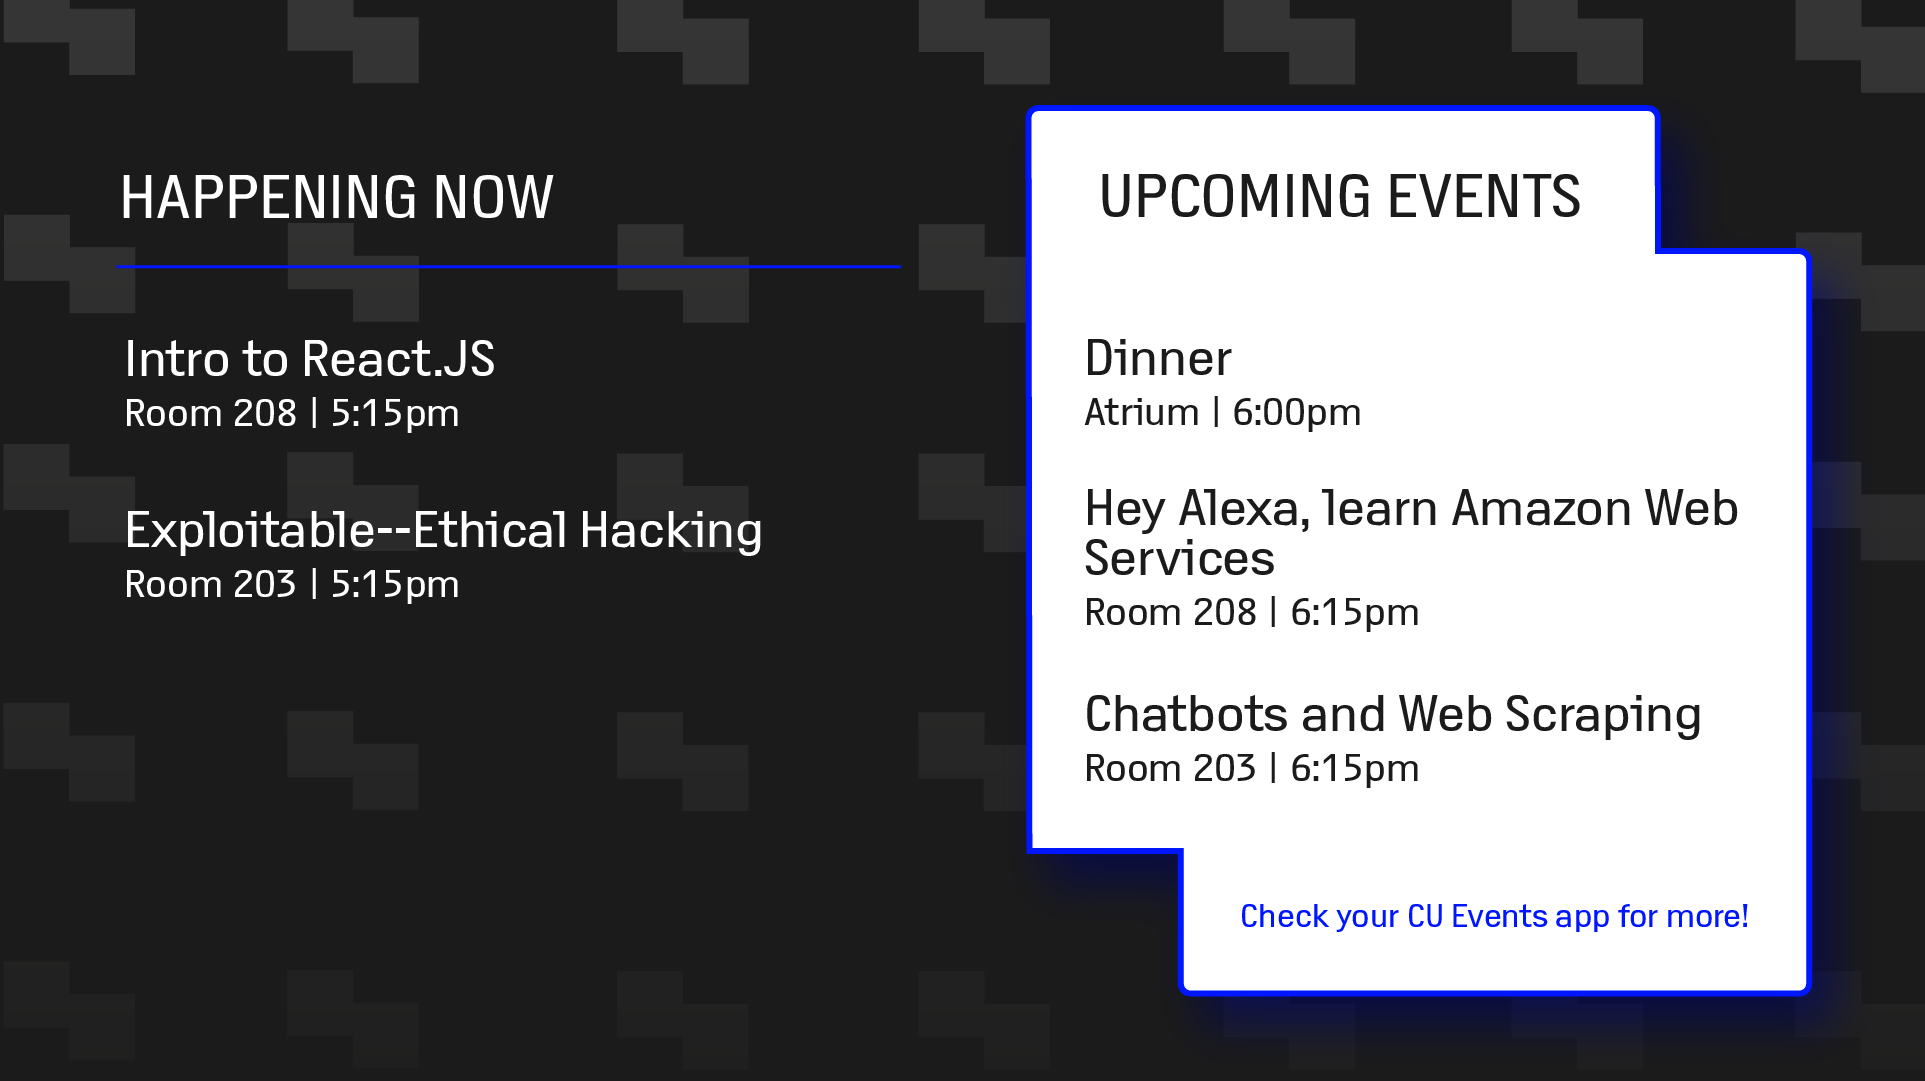 HAPPENING NOW
Intro to React.JS
Room 208 | 5:15pm
Exploitable--Ethical Hacking
Room 203 | 5:15pm
UPCOMING EVENTS
Dinner
Atrium | 6:00pm
Hey Alexa, learn Amazon Web
Services
Room 208 | 6:15pm
Chatbots and Web Scraping
Room 203 | 6:15pm
Check your CU Events app for more!